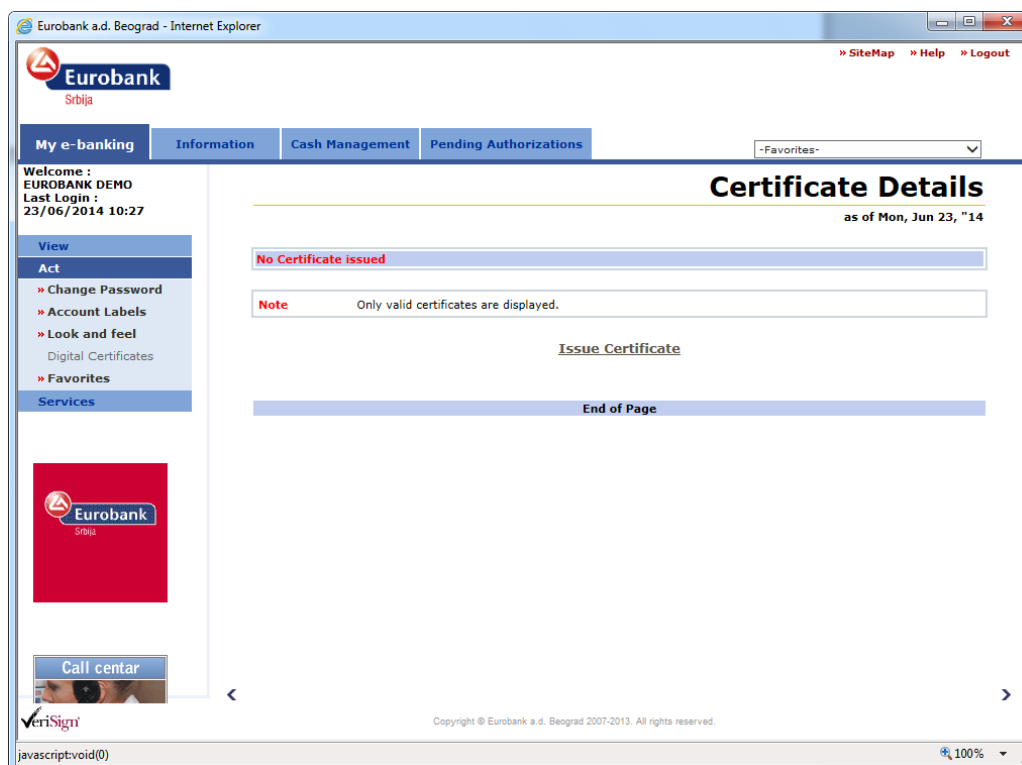 Eurobank a.d. Beograd - Internet Explorer
» SiteMap » Help » Logout
Eurobank
Srbija
My e-banking Information Cash Management Pending Authorizations
-Favorites-
Welcome :
EUROBANK DEMO
Last Login :
23/06/2014 10:27
Certificate Details
as of Mon, Jun 23, "14
View
Act
» Change Password
» Account Labels
» Look and feel
Digital Certificates
» Favorites
Services
No Certificate issued
Note Only valid certificates are displayed.
Issue Certificate
End of Page
Eurobank
Srbija
Call centar
VeriSign
Copyright © Eurobank a.d. Beograd 2007-2013. All rights reserved.
javascript:void(0)
100%